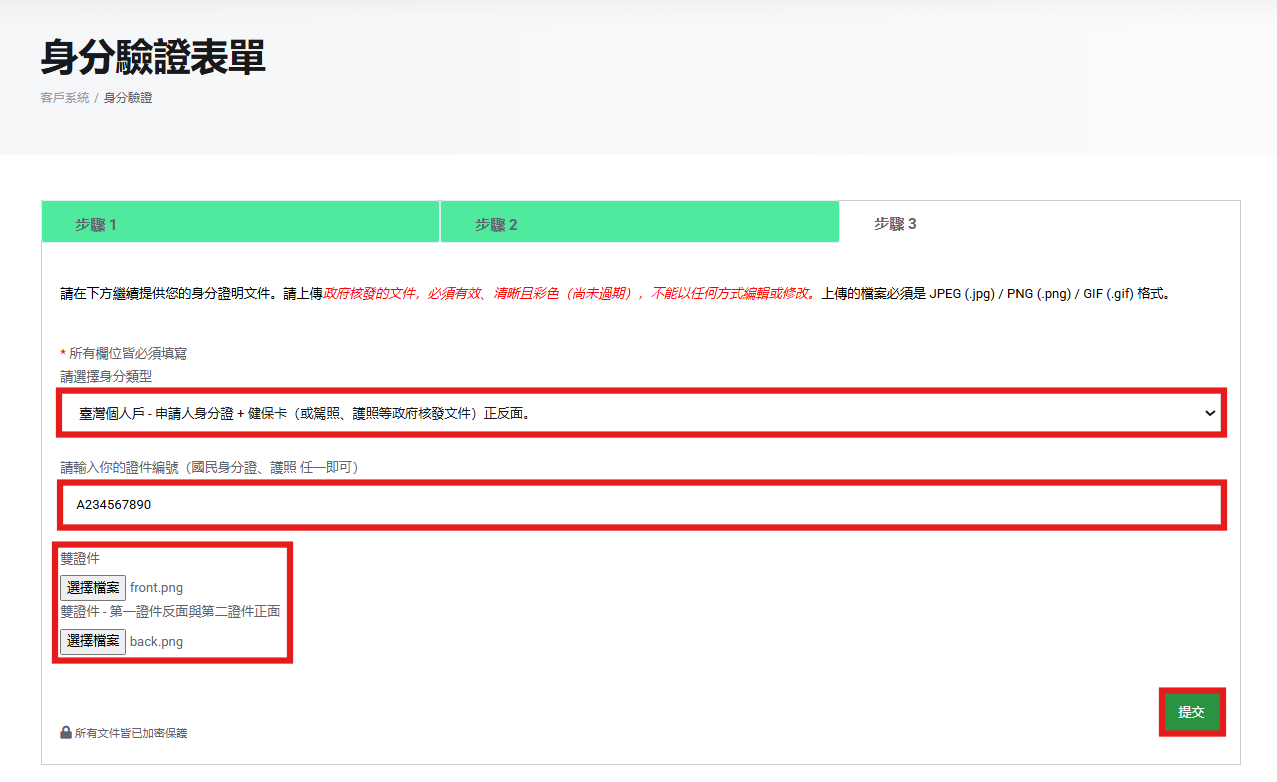 身分驗證表單
客戶系統 / 身分驗證
步驟 1
步驟 2
步驟 3
請在下方繼續提供您的身分證明文件。請上傳政府核發的文件，必須有效、清晰且彩色（尚未過期），不能以任何方式編輯或修改。上傳的檔案必須是 JPEG (.jpg) / PNG (.png) / GIF (.gif) 格式。
* 所有欄位皆必須填寫
請選擇身分類型
臺灣個人戶 - 申請人身分證 + 健保卡（或駕照、護照等政府核發文件）正反面。
請輸入你的證件編號（國民身分證、護照 任一即可）
A234567890
雙證件
選擇檔案 front.png
雙證件 - 第一證件反面與第二證件正面
選擇檔案 back.png
提交
所有文件皆已加密保護